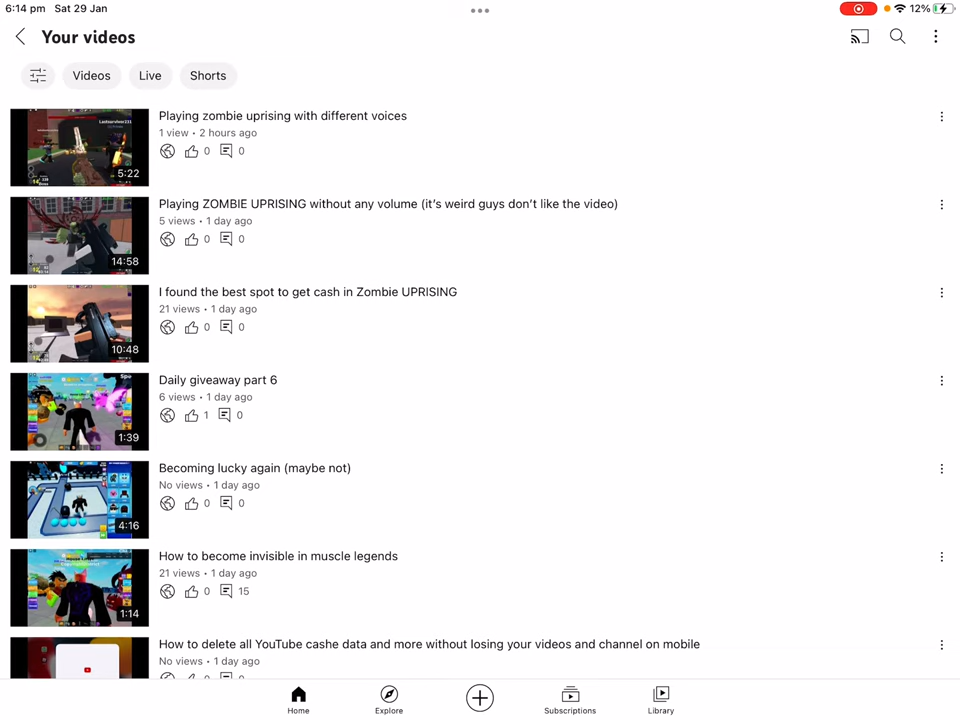 6:14 pm Sat 29 Jan
12%
Your videos
Videos Live Shorts
Playing zombie uprising with different voices
1 view • 2 hours ago
0 0
5:22
Playing ZOMBIE UPRISING without any volume (it's weird guys don't like the video)
5 views • 1 day ago
0 0
14:58
I found the best spot to get cash in Zombie UPRISING
21 views • 1 day ago
0 0
10:48
Daily giveaway part 6
6 views • 1 day ago
1 0
1:39
Becoming lucky again (maybe not)
No views • 1 day ago
0 0
4:16
How to become invisible in muscle legends
21 views • 1 day ago
0 15
1:14
How to delete all YouTube cashe data and more without losing your videos and channel on mobile
No views • 1 day ago
0 0
Home Explore Subscriptions Library